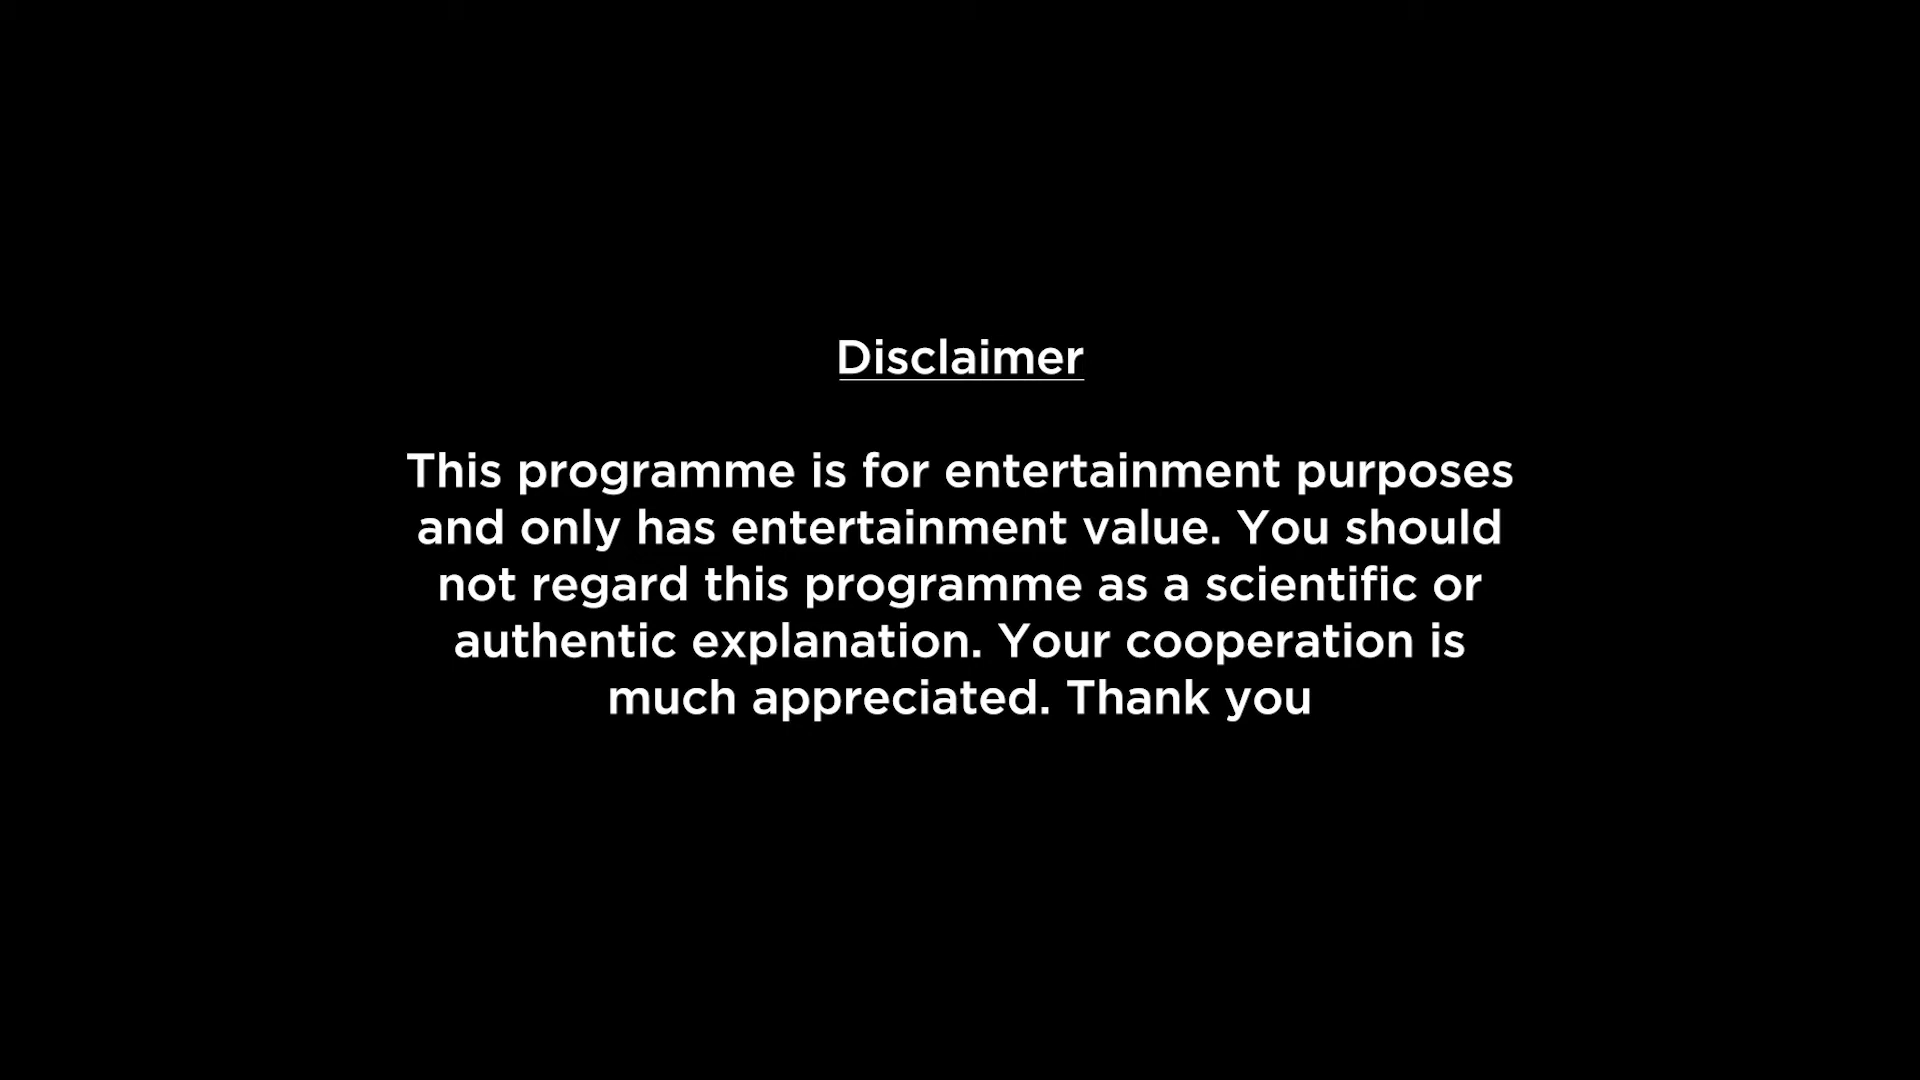 Disclaimer
This programme is for entertainment purposes
and only has entertainment value. You should
not regard this programme as a scientific or
authentic explanation. Your cooperation is
much appreciated. Thank you